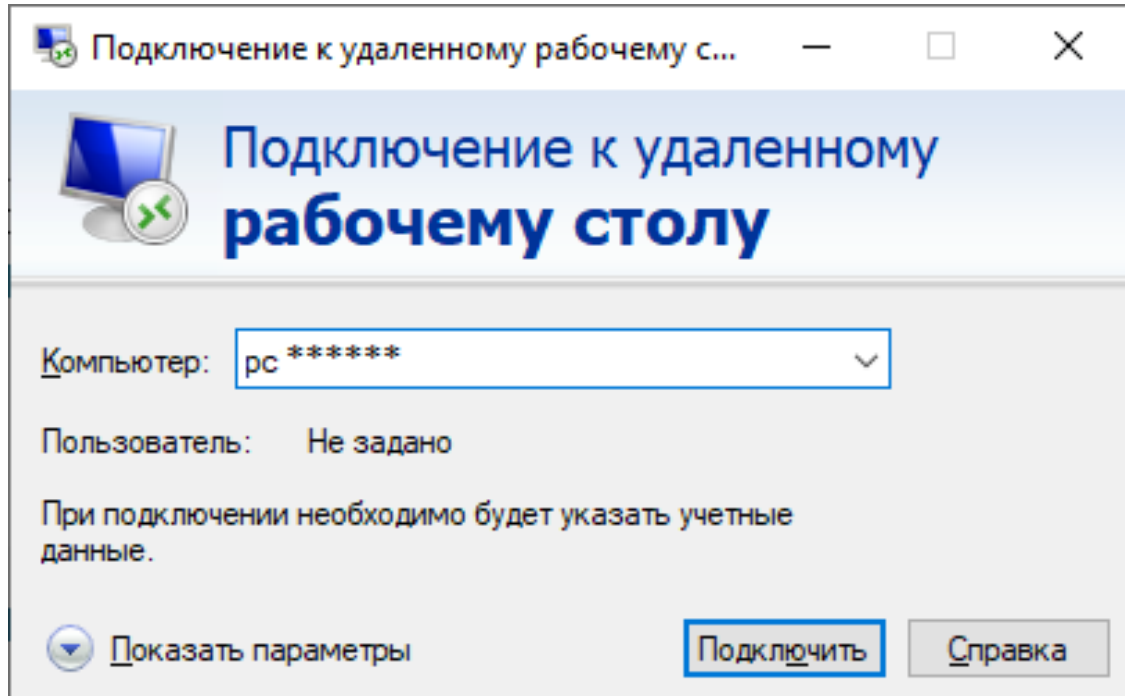 Подключение к удаленному рабочему с...
Подключение к удаленному
рабочему столу
Компьютер: pc ******
Пользователь: Не задано
При подключении необходимо будет указать учетные
данные.
Показать параметры Подключить Справка